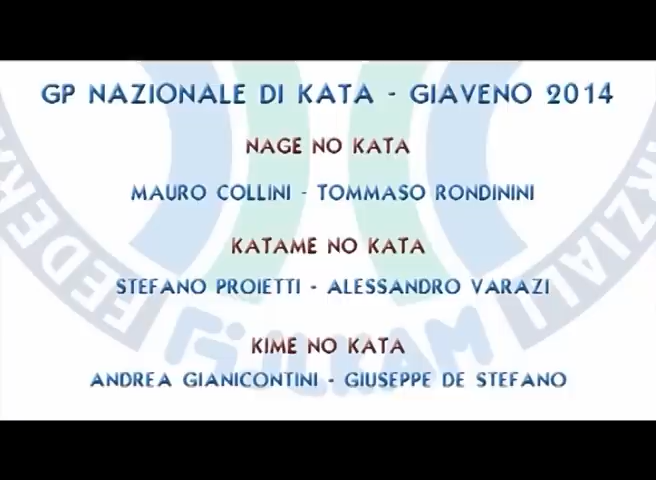 GP NAZIONALE DI KATA - GIAVENO 2014
NAGE NO KATA
MAURO COLLINI - TOMMASO RONDININI
KATAME NO KATA
STEFANO PROIETTI - ALESSANDRO VARAZI
KIME NO KATA
ANDREA GIANICONTINI - GIUSEPPE DE STEFANO
FIJLKAM